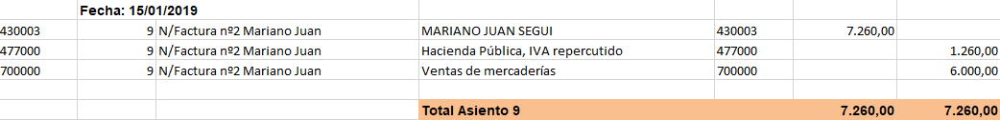 Fecha: 15/01/2019
430003 9 N/Factura nº2 Mariano Juan MARIANO JUAN SEGUI 430003 7.260,00
477000 9 N/Factura nº2 Mariano Juan Hacienda Pública, IVA repercutido 477000 1.260,00
700000 9 N/Factura nº2 Mariano Juan Ventas de mercaderías 700000 6.000,00
Total Asiento 9 7.260,00 7.260,00